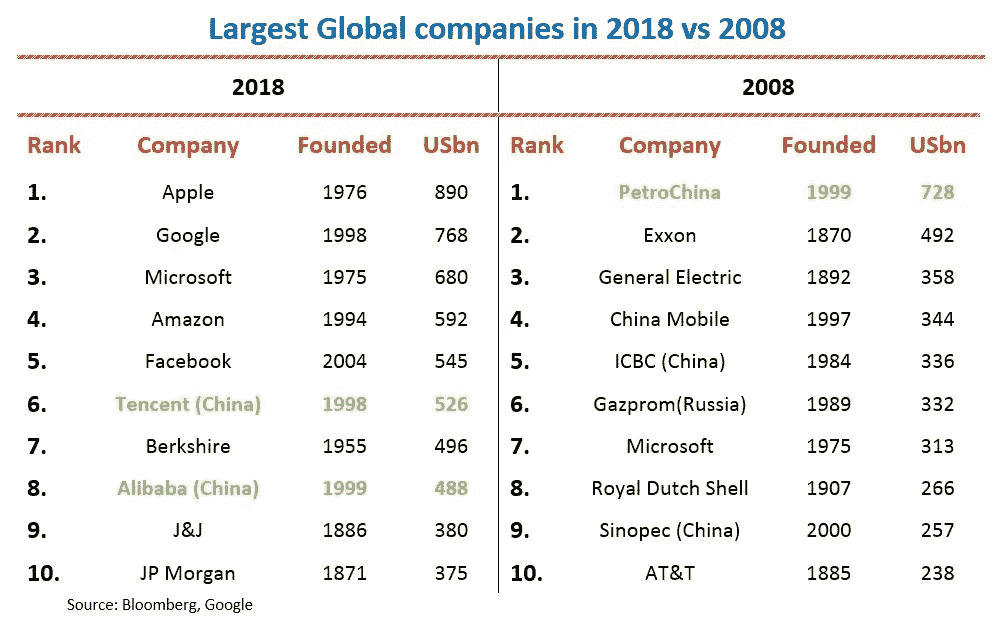 Largest Global companies in 2018 vs 2008
2018 2008
Rank Company Founded USbn Rank Company Founded USbn
1. Apple 1976 890 1. PetroChina 1999 728
2. Google 1998 768 2. Exxon 1870 492
3. Microsoft 1975 680 3. General Electric 1892 358
4. Amazon 1994 592 4. China Mobile 1997 344
5. Facebook 2004 545 5. ICBC (China) 1984 336
6. Tencent (China) 1998 526 6. Gazprom(Russia) 1989 332
7. Berkshire 1955 496 7. Microsoft 1975 313
8. Alibaba (China) 1999 488 8. Royal Dutch Shell 1907 266
9. J&J 1886 380 9. Sinopec (China) 2000 257
10. JP Morgan 1871 375 10. AT&T 1885 238
Source: Bloomberg, Google